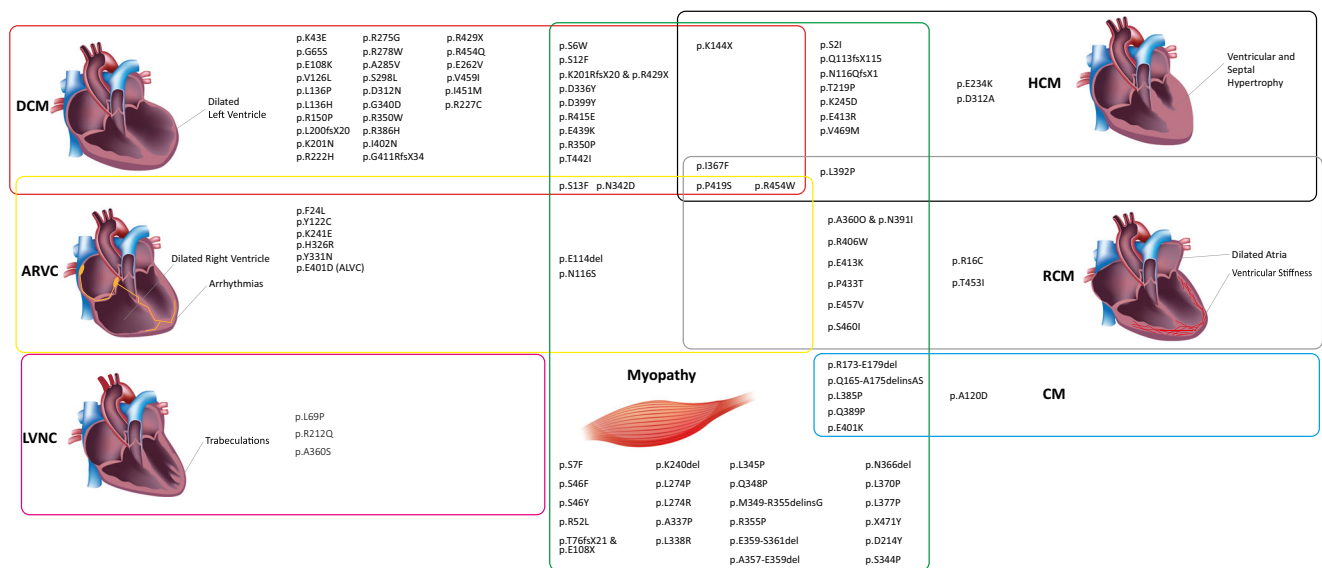 DCM
Dilated
Left Ventricle
p.K43E
p.G65S
p.E108K
p.V126L
p.L136P
p.L136H
p.R150P
p.L200fsX20
p.K201N
p.R222H
p.R275G
p.R278W
p.A285V
p.S298L
p.D312N
p.G340D
p.R350W
p.R386H
p.I402N
p.G411RfsX34
p.R429X
p.R454Q
p.E262V
p.V459I
p.I451M
p.R227C
p.S6W
p.S12F
p.K201RfsX20 & p.R429X
p.D336Y
p.D399Y
p.R415E
p.E439K
p.R350P
p.T442I
p.K144X
p.S2I
p.Q113fsX115
p.N116QfsX1
p.T219P
p.K245D
p.E413R
p.V469M
p.E234K
p.D312A
HCM
Ventricular and
Septal
Hypertrophy
p.I367F
p.L392P
p.S13F p.N342D
p.P419S p.R454W
ARVC
Dilated Right Ventricle
Arrhythmias
p.F24L
p.Y122C
p.K241E
p.H326R
p.Y331N
p.E401D (ALVC)
p.E114del
p.N116S
p.A360O & p.N391I
p.R406W
p.E413K
p.P433T
p.E457V
p.S460I
p.R16C
p.T453I
RCM
Dilated Atria
Ventricular Stiffness
LVNC
Trabeculations
p.L69P
p.R212Q
p.A360S
Myopathy
p.R173-E179del
p.Q165-A175delinsAS
p.L385P
p.Q389P
p.E401K
p.A120D
CM
p.S7F
p.S46F
p.S46Y
p.R52L
p.T76fsX21 &
p.E108X
p.K240del
p.L274P
p.L274R
p.A337P
p.L338R
p.L345P
p.Q348P
p.M349-R355delinsG
p.R355P
p.E359-S361del
p.A357-E359del
p.N366del
p.L370P
p.L377P
p.X471Y
p.D214Y
p.S344P